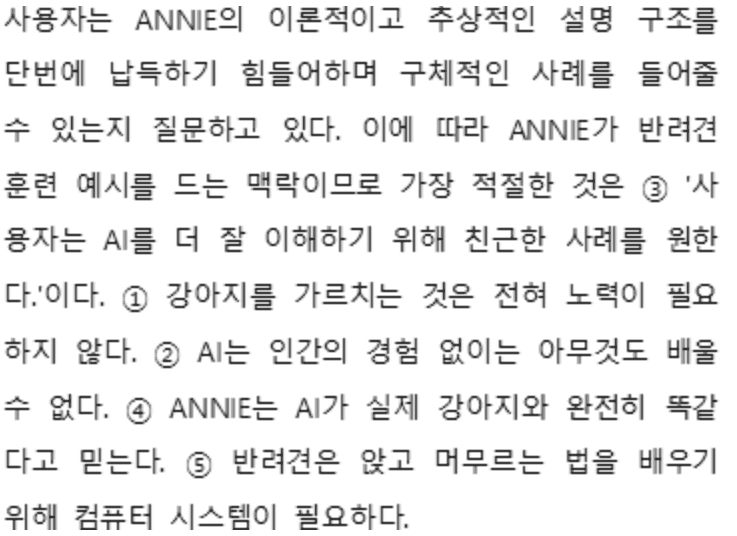 사용자는 ANNIE의 이론적이고 추상적인 설명 구조를
단번에 납득하기 힘들어하며 구체적인 사례를 들어줄
수 있는지 질문하고 있다. 이에 따라 ANNIE가 반려견
훈련 예시를 드는 맥락이므로 가장 적절한 것은 ③ '사
용자는 AI를 더 잘 이해하기 위해 친근한 사례를 원한
다.'이다. ① 강아지를 가르치는 것은 전혀 노력이 필요
하지 않다. ② AI는 인간의 경험 없이는 아무것도 배울
수 없다. ④ ANNIE는 AI가 실제 강아지와 완전히 똑같
다고 믿는다. ⑤ 반려견은 앉고 머무르는 법을 배우기
위해 컴퓨터 시스템이 필요하다.